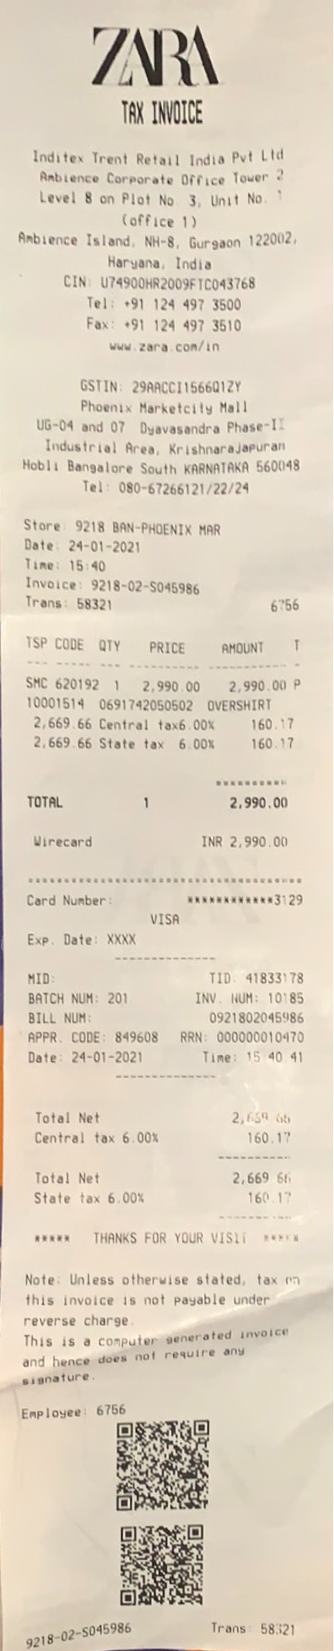 ZARA
TAX INVOICE
Inditex Trent Retail India Pvt Ltd
Ambience Corporate Office Tower 2
Level 8 on Plot No. 3, Unit No. 1
(office 1)
Ambience Island, NH-8, Gurgaon 122002,
Haryana, India
CIN: U74900HR2009FTC043768
Tel: +91 124 497 3500
Fax: +91 124 497 3510
www.zara.com/in
GSTIN: 29AACCI1566Q1ZY
Phoenix Marketcity Mall
UG-04 and 07 Dyavasandra Phase-II
Industrial Area, Krishnarajapuran
Hobli Bangalore South KARNATAKA 560048
Tel: 080-67266121/22/24
Store: 9218 BAN-PHOENIX MAR
Date: 24-01-2021
Time: 15:40
Invoice: 9218-02-S045986
Trans: 58321 6756
TSP CODE QTY PRICE AMOUNT T
SMC 620192 1 2,990.00 2,990.00 P
10001514 0691742050502 OVERSHIRT
2,669.66 Central tax6.00% 160.17
2,669.66 State tax 6.00% 160.17
TOTAL 1 2,990.00
Wirecard INR 2,990.00
Card Number: ************3129
VISA
Exp. Date: XXXX
MID: TID: 41833178
BATCH NUM: 201 INV. NUM: 10185
BILL NUM: 0921802045986
APPR. CODE: 849608 RRN: 000000010470
Date: 24-01-2021 Time: 15 40 41
Total Net 2,669 66
Central tax 6.00% 160.17
Total Net 2,669 66
State tax 6.00% 160.17
***** THANKS FOR YOUR VISIT *****
Note: Unless otherwise stated, tax on
this invoice is not payable under
reverse charge.
This is a computer generated invoice
and hence does not require any
signature.
Employee: 6756
9218-02-S045986 Trans: 58321